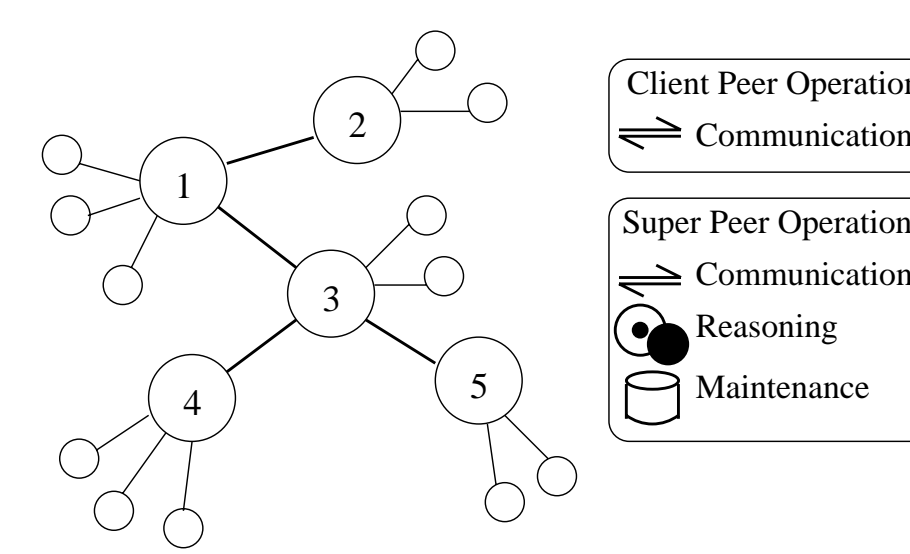 2
1
3
4
5
Client Peer Operation
Communication
Super Peer Operation
Communication
Reasoning
Maintenance